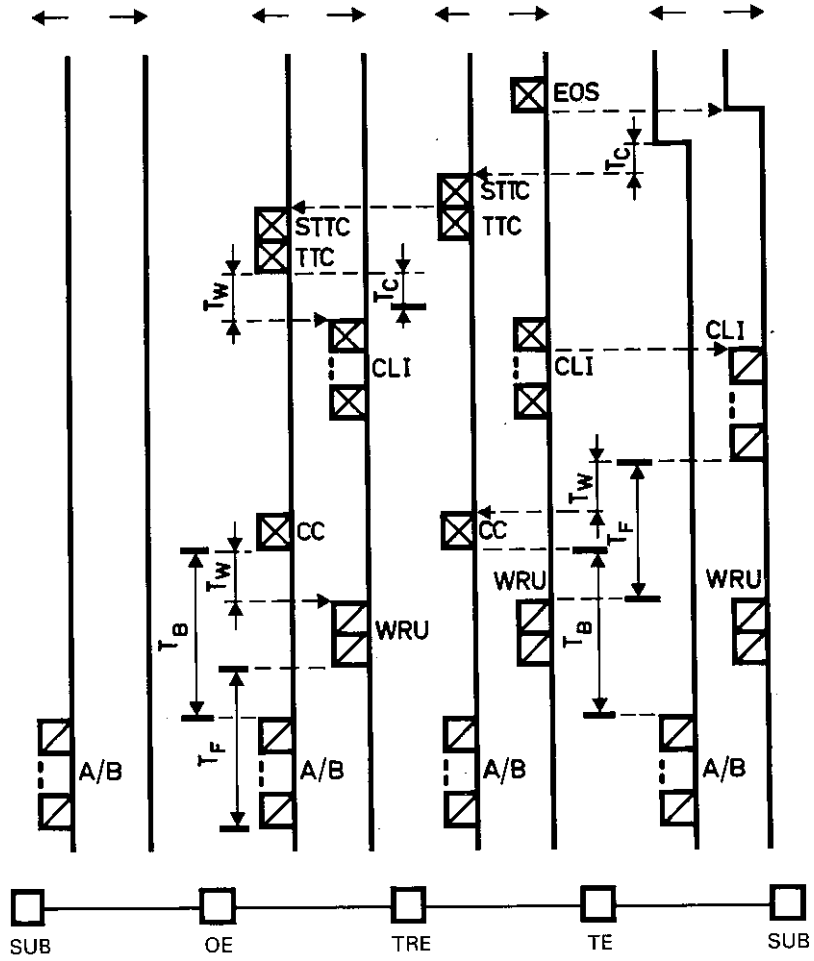 EOS
T_C
STTC STTC
TTC TTC
T_W T_C
CLI CLI CLI
T_W
CC CC
T_W T_F
WRU WRU
T_B WRU T_B
T_F
A/B A/B A/B A/B
SUB OE TRE TE SUB